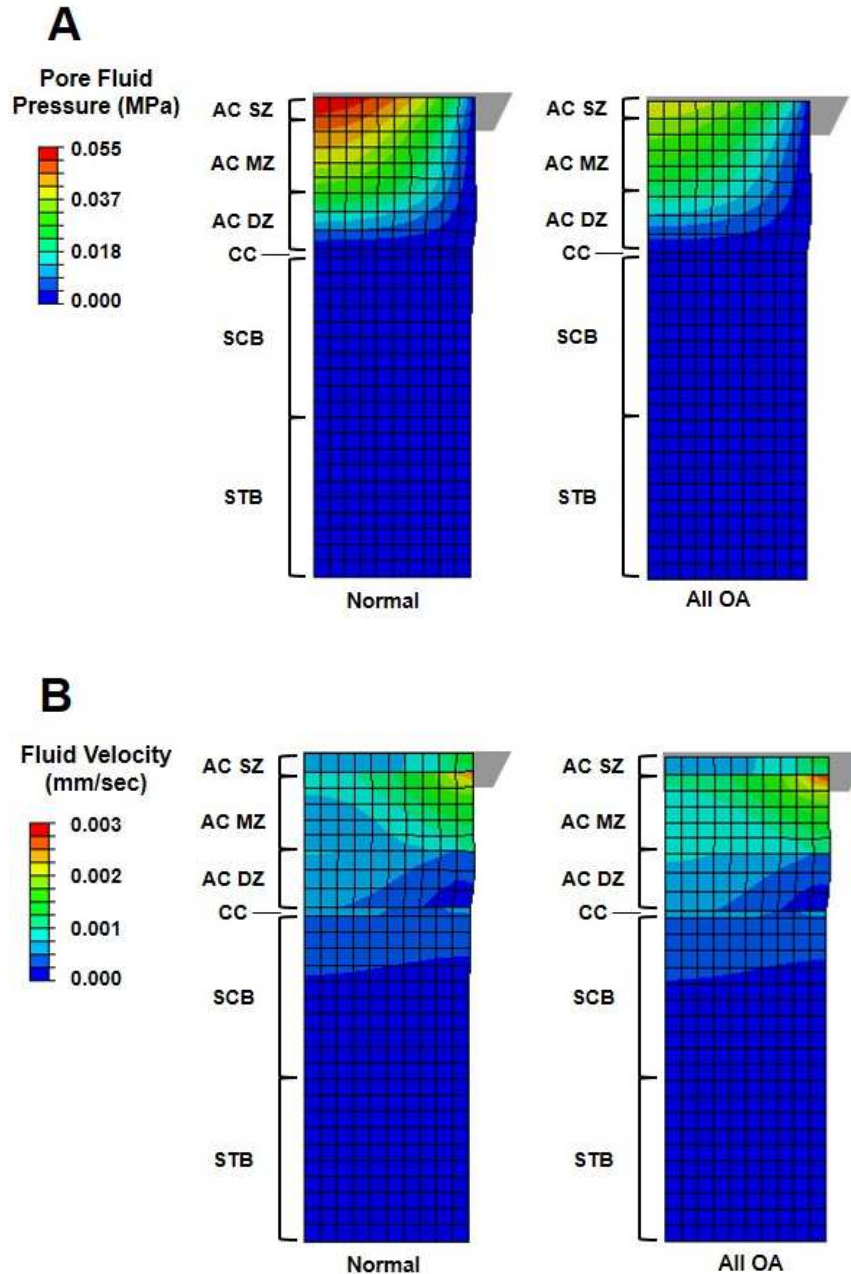 A
Pore Fluid
Pressure (MPa)
0.055
0.037
0.018
0.000
AC SZ
AC MZ
AC DZ
CC
SCB
STB
Normal
AC SZ
AC MZ
AC DZ
CC
SCB
STB
All OA
B
Fluid Velocity
(mm/sec)
0.003
0.002
0.001
0.000
AC SZ
AC MZ
AC DZ
CC
SCB
STB
Normal
AC SZ
AC MZ
AC DZ
CC
SCB
STB
All OA